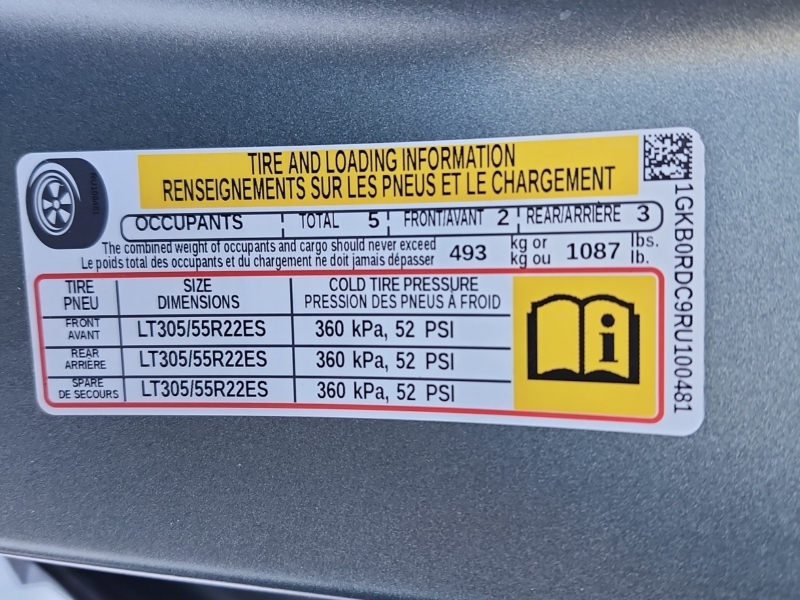 TIRE AND LOADING INFORMATION
RENSEIGNEMENTS SUR LES PNEUS ET LE CHARGEMENT
OCCUPANTS TOTAL 5 FRONT/AVANT 2 REAR/ARRIÈRE 3
The combined weight of occupants and cargo should never exceed 493 kg or 1087 lbs.
Le poids total des occupants et du chargement ne doit jamais dépasser kg ou lb.
TIRE SIZE COLD TIRE PRESSURE
PNEU DIMENSIONS PRESSION DES PNEUS À FROID
FRONT AVANT LT305/55R22ES 360 kPa, 52 PSI
REAR ARRIÈRE LT305/55R22ES 360 kPa, 52 PSI
SPARE DE SECOURS LT305/55R22ES 360 kPa, 52 PSI
1GKB0RDC9RU100481